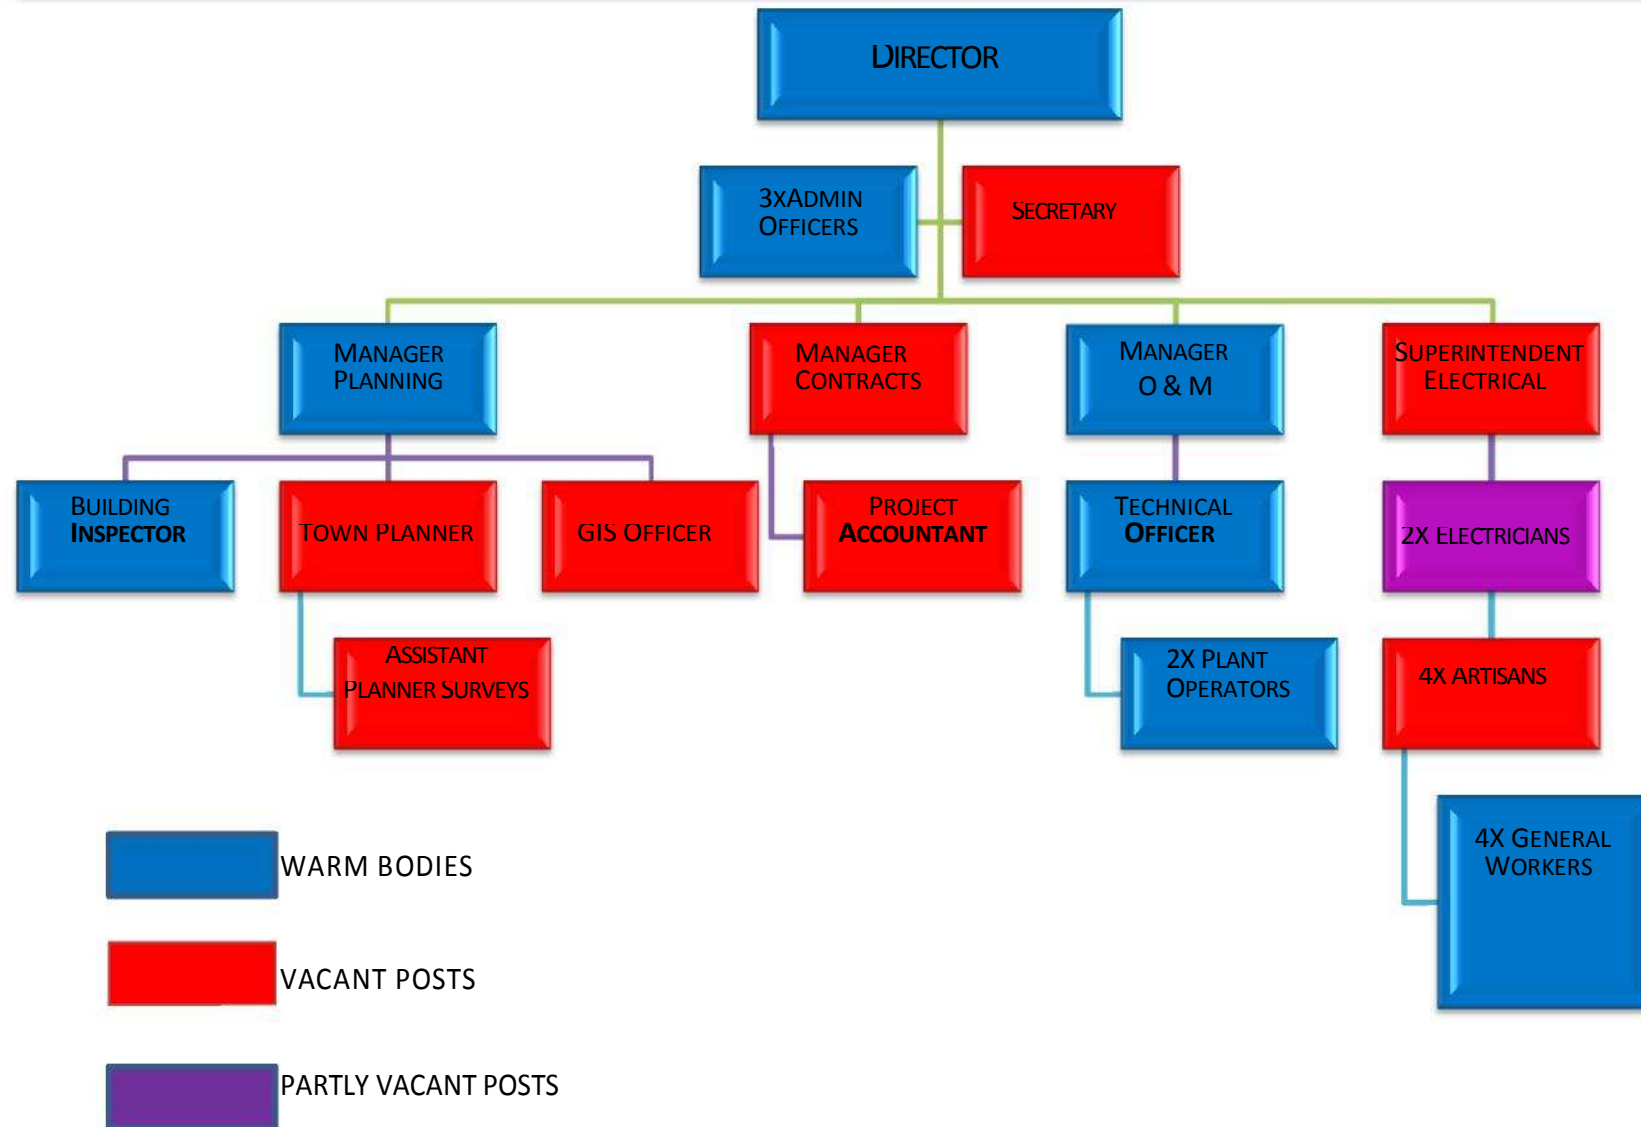 DIRECTOR
3XADMIN
OFFICERS
SECRETARY
MANAGER
PLANNING
MANAGER
CONTRACTS
MANAGER
O & M
SUPERINTENDENT
ELECTRICAL
BUILDING
INSPECTOR
TOWN PLANNER
GIS OFFICER
PROJECT
ACCOUNTANT
TECHNICAL
OFFICER
2X ELECTRICIANS
ASSISTANT
PLANNER SURVEYS
2X PLANT
OPERATORS
4X ARTISANS
4X GENERAL
WORKERS
WARM BODIES
VACANT POSTS
PARTLY VACANT POSTS